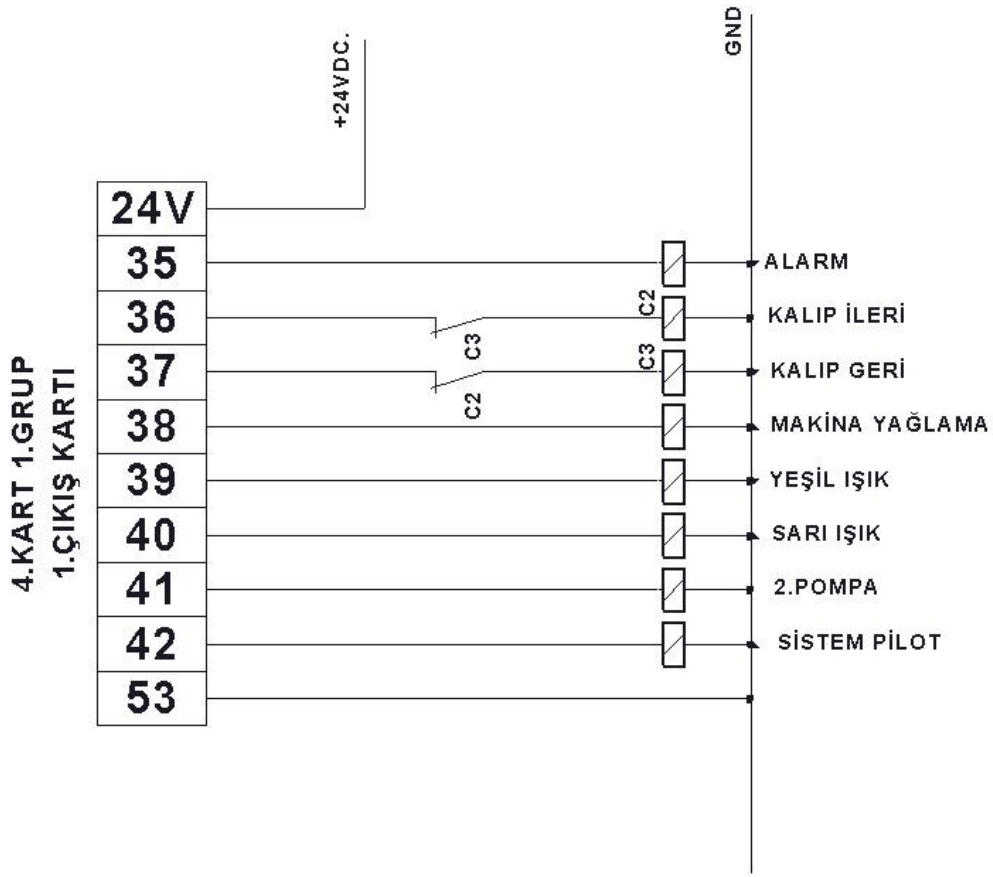 4.KART 1.GRUP
1.ÇIKIŞ KARTI
+24VDC.
GND
24V
35
ALARM
36
C3
C2
KALIP İLERİ
37
C2
C3
KALIP GERİ
38
MAKİNA YAĞLAMA
39
YEŞİL IŞIK
40
SARI IŞIK
41
2.POMPA
42
SİSTEM PİLOT
53